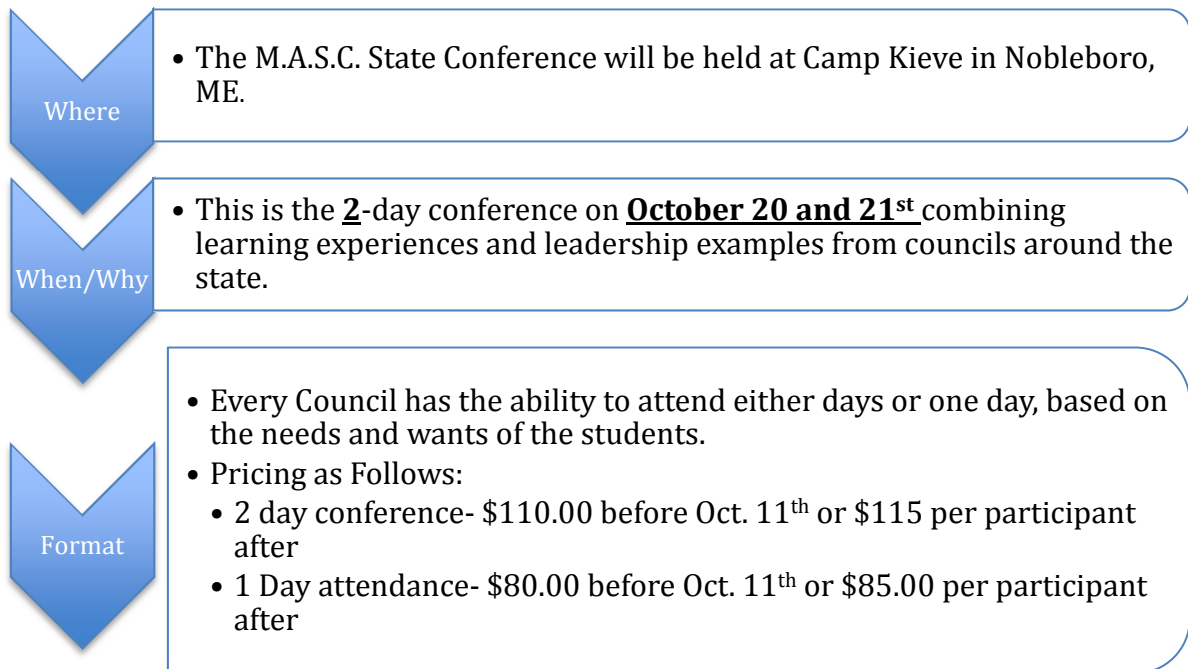 Where
• The M.A.S.C. State Conference will be held at Camp Kieve in Nobleboro,
ME.
When/Why
• This is the 2-day conference on October 20 and 21st combining
learning experiences and leadership examples from councils around the
state.
Format
• Every Council has the ability to attend either days or one day, based on
the needs and wants of the students.
• Pricing as Follows:
• 2 day conference- $110.00 before Oct. 11th or $115 per participant
after
• 1 Day attendance- $80.00 before Oct. 11th or $85.00 per participant
after